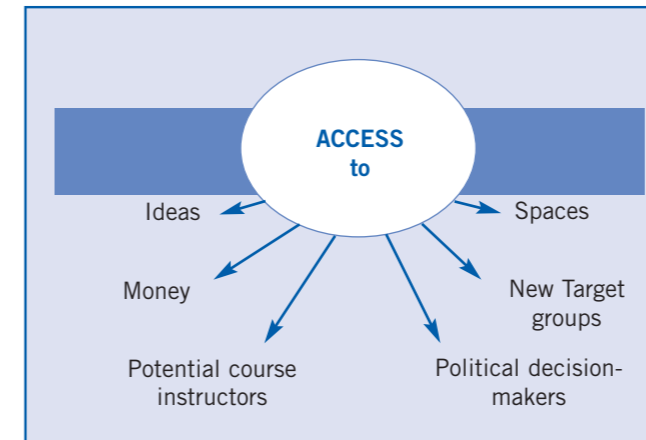 ACCESS
to
Ideas
Spaces
Money
New Target
groups
Potential course
instructors
Political decision-
makers